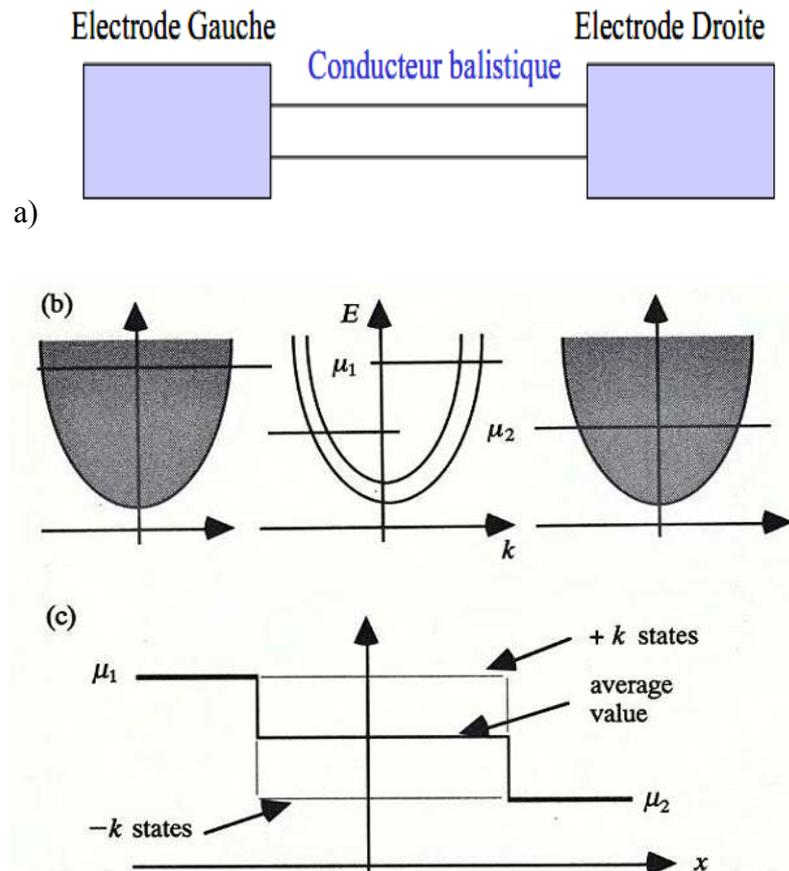 Electrode Gauche
Electrode Droite
Conducteur balistique
a)
(b)
E
μ1
μ2
k
(c)
+ k states
μ1
average
value
μ2
−k states
x